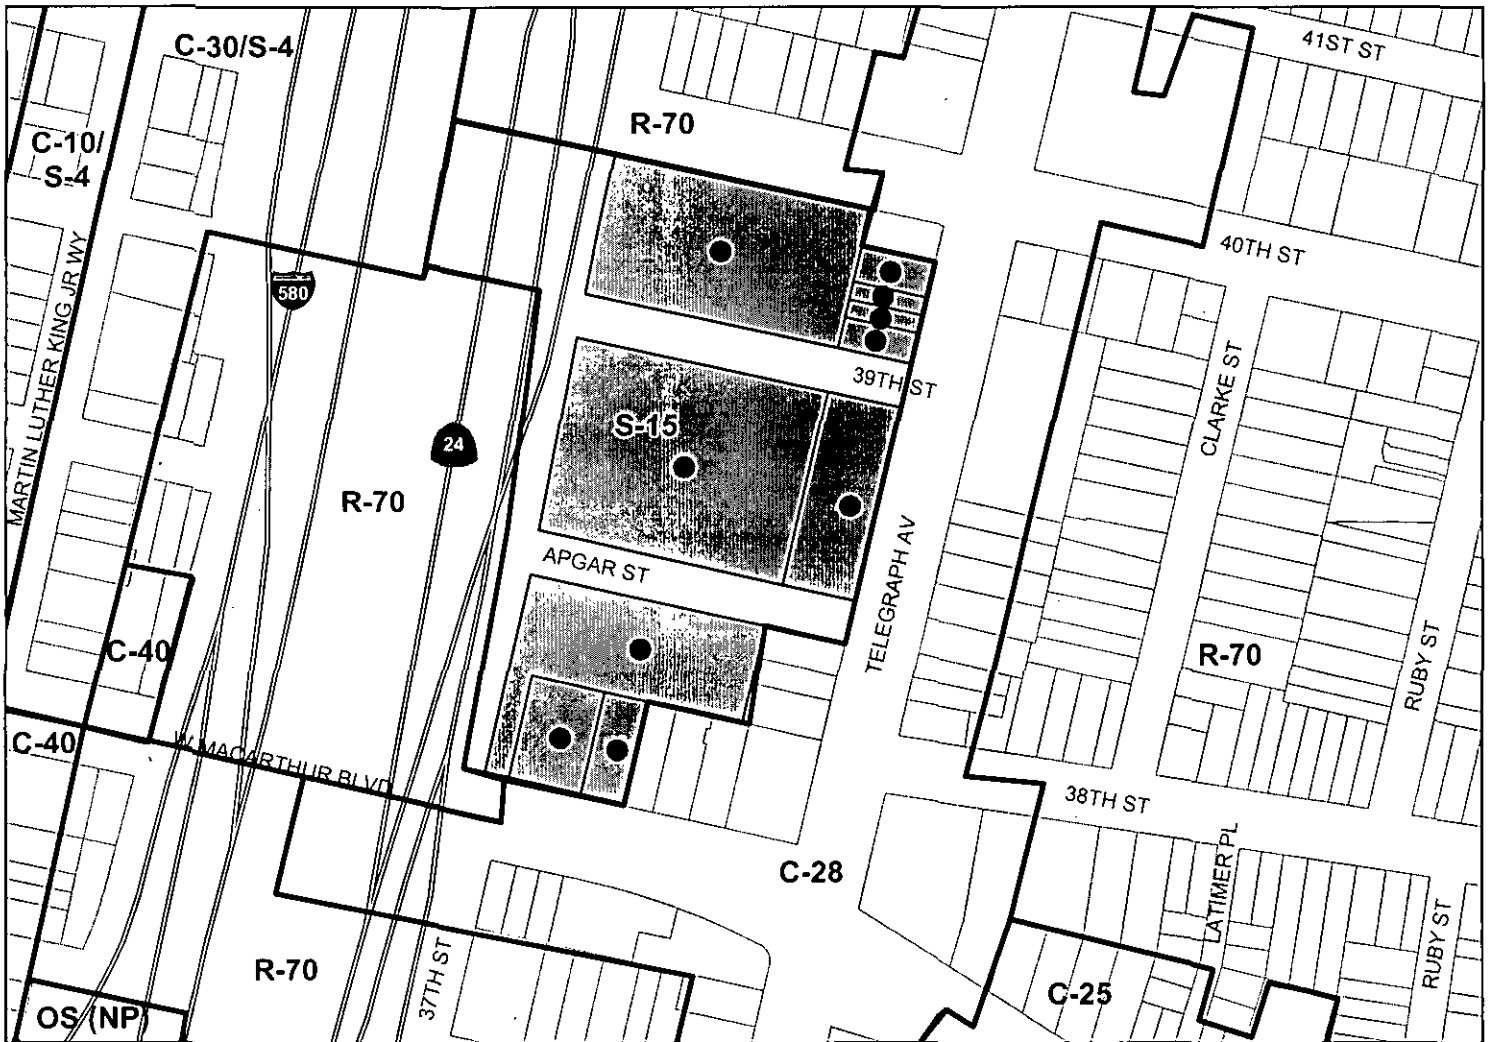 C-30/S-4
41ST ST
R-70
C-10/
S-4
40TH ST
580
MARTIN LUTHER KING JR WY
39TH ST
CLARKE ST
S-15
24
R-70
APGAR ST
TELEGRAPH AV
C-40
R-70
RUBY ST
C-40
W MACARTHUR BLVD
38TH ST
C-28
LATIMER PL
RUBY ST
37TH ST
R-70
C-25
OS (NP)